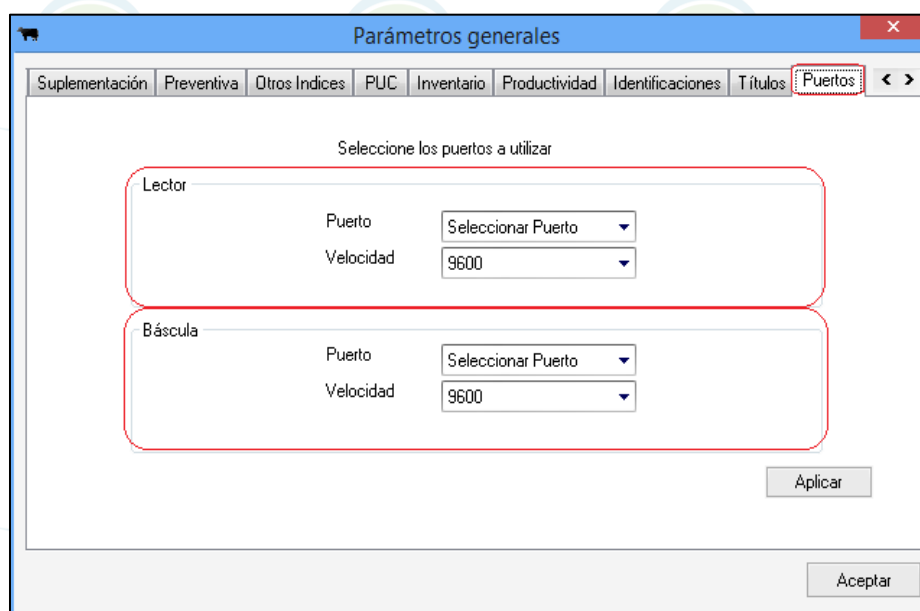 Parámetros generales
Suplementación Preventiva Otros Indices PUC Inventario Productividad Identificaciones Títulos Puertos
Seleccione los puertos a utilizar
Lector
Puerto Seleccionar Puerto
Velocidad 9600
Báscula
Puerto Seleccionar Puerto
Velocidad 9600
Aplicar
Aceptar